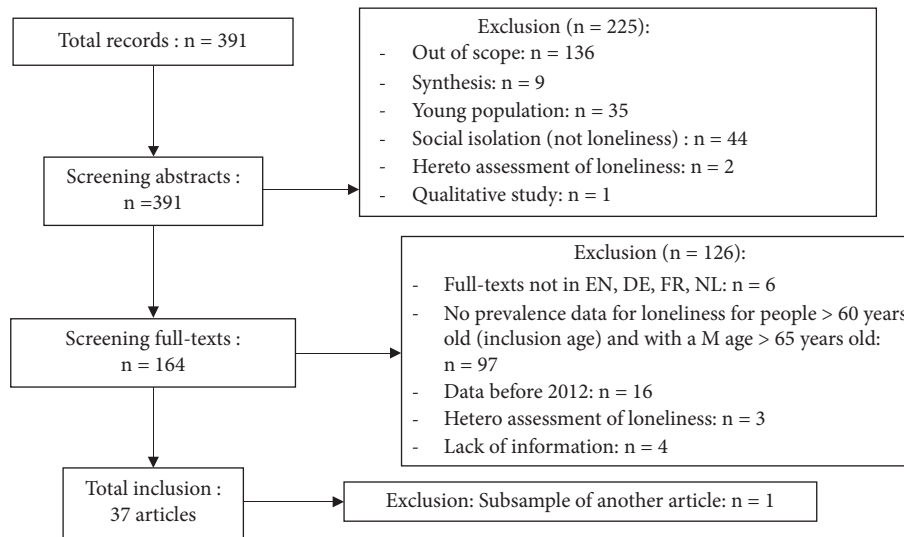 Total records : n = 391
Exclusion (n = 225):
- Out of scope: n = 136
- Synthesis: n = 9
- Young population: n = 35
- Social isolation (not loneliness) : n = 44
- Hereto assessment of loneliness: n = 2
- Qualitative study: n = 1
Screening abstracts :
n =391
Exclusion (n = 126):
- Full-texts not in EN, DE, FR, NL: n = 6
- No prevalence data for loneliness for people > 60 years
old (inclusion age) and with a M age > 65 years old:
n = 97
- Data before 2012: n = 16
- Hetero assessment of loneliness: n = 3
- Lack of information: n = 4
Screening full-texts :
n = 164
Total inclusion :
37 articles
Exclusion: Subsample of another article: n = 1